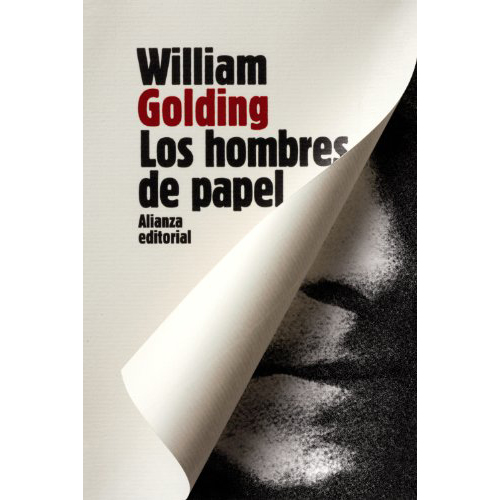 William
Golding
Los hombres
de papel
Alianza
editorial